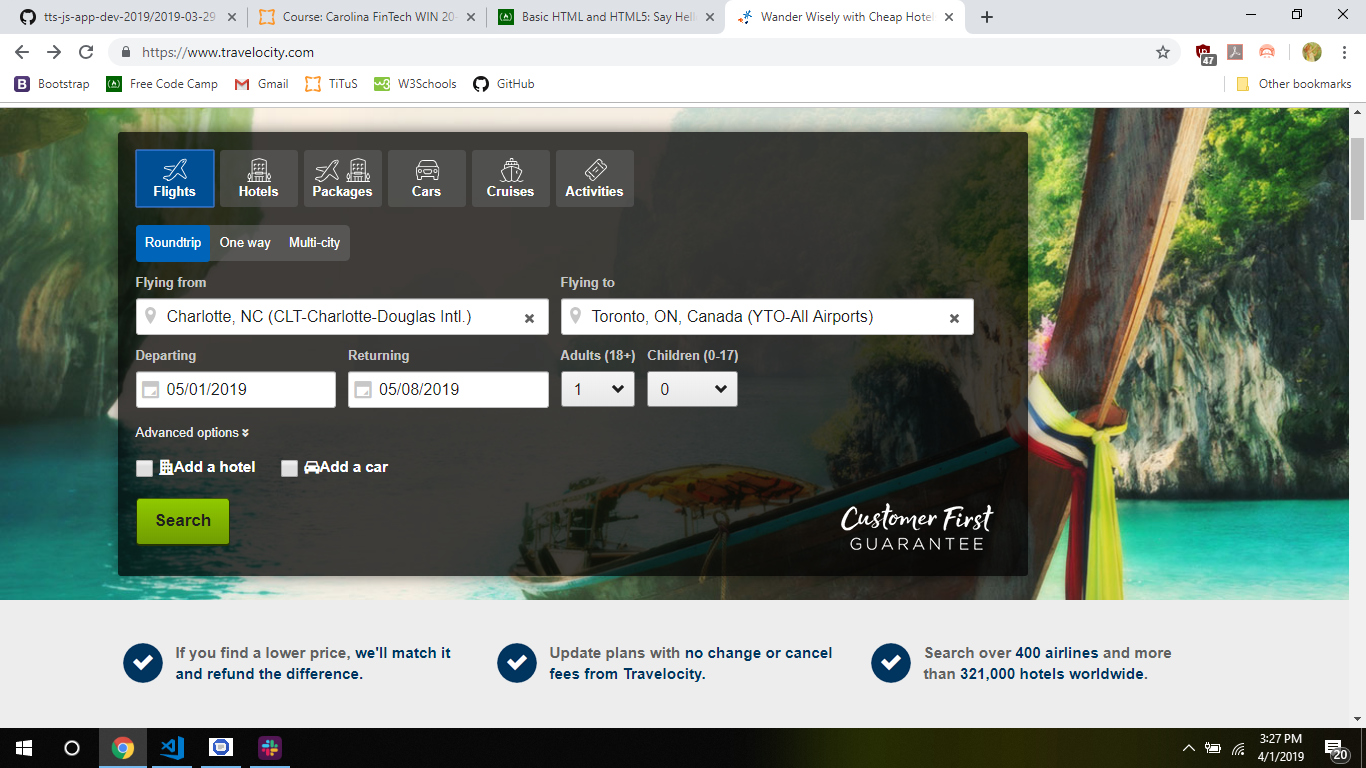 tts-js-app-dev-2019/2019-03-29
Course: Carolina FinTech WIN 20
Basic HTML and HTML5: Say Hell
Wander Wisely with Cheap Hotel
https://www.travelocity.com
47
Bootstrap
Free Code Camp
Gmail
TiTuS
W3Schools
GitHub
Other bookmarks
Flights
Hotels
Packages
Cars
Cruises
Activities
Roundtrip
One way
Multi-city
Flying from
Flying to
Charlotte, NC (CLT-Charlotte-Douglas Intl.)
Toronto, ON, Canada (YTO-All Airports)
Departing
Returning
Adults (18+)
Children (0-17)
05/01/2019
05/08/2019
1
0
Advanced options
Add a hotel
Add a car
Search
Customer First
GUARANTEE
If you find a lower price, we'll match it
and refund the difference.
Update plans with no change or cancel
fees from Travelocity.
Search over 400 airlines and more
than 321,000 hotels worldwide.
3:27 PM
4/1/2019
20